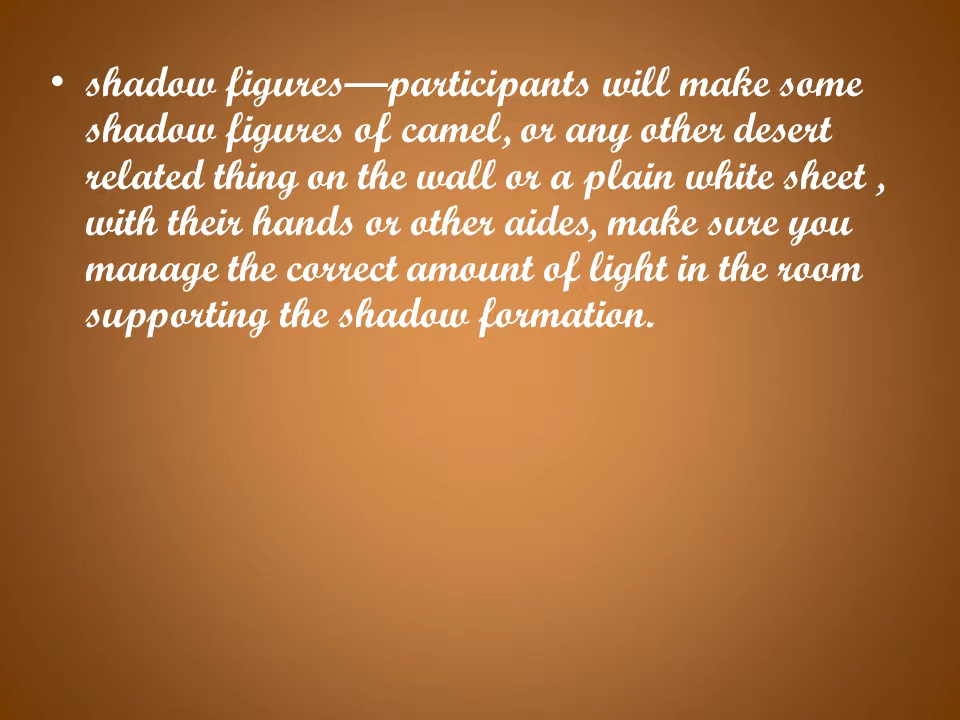 • shadow figures—participants will make some
shadow figures of camel, or any other desert
related thing on the wall or a plain white sheet ,
with their hands or other aides, make sure you
manage the correct amount of light in the room
supporting the shadow formation.